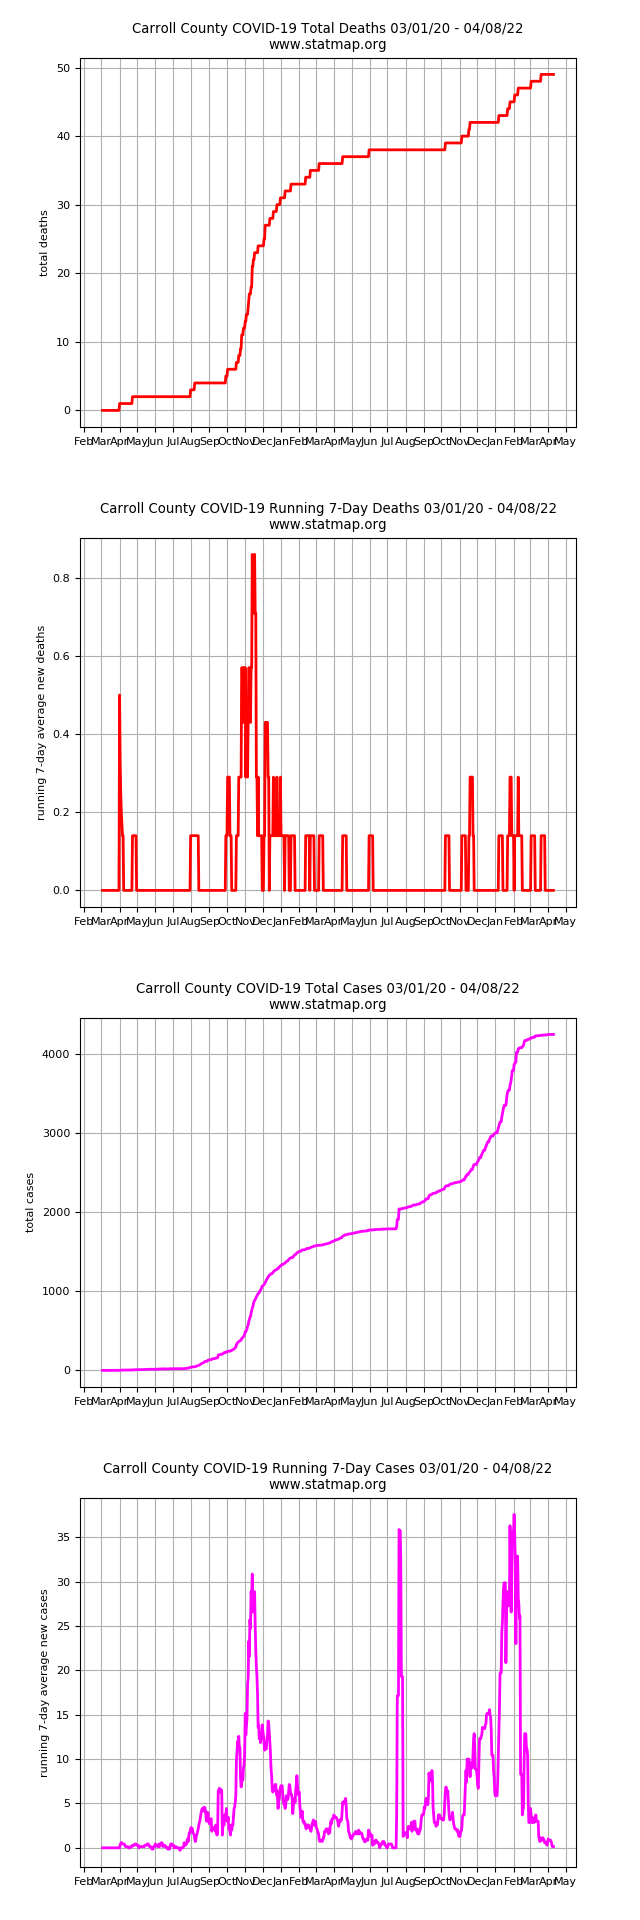 Carroll County COVID-19 Total Deaths 03/01/20 - 04/08/22
www.statmap.org
50
40
30
20
10
0
total deaths
Feb Mar Apr May Jun Jul Aug Sep Oct Nov Dec Jan Feb Mar Apr May Jun Jul Aug Sep Oct Nov Dec Jan Feb Mar Apr May
Carroll County COVID-19 Running 7-Day Deaths 03/01/20 - 04/08/22
www.statmap.org
0.8
0.6
0.4
0.2
0.0
running 7-day average new deaths
Feb Mar Apr May Jun Jul Aug Sep Oct Nov Dec Jan Feb Mar Apr May Jun Jul Aug Sep Oct Nov Dec Jan Feb Mar Apr May
Carroll County COVID-19 Total Cases 03/01/20 - 04/08/22
www.statmap.org
4000
3000
2000
1000
0
total cases
Feb Mar Apr May Jun Jul Aug Sep Oct Nov Dec Jan Feb Mar Apr May Jun Jul Aug Sep Oct Nov Dec Jan Feb Mar Apr May
Carroll County COVID-19 Running 7-Day Cases 03/01/20 - 04/08/22
www.statmap.org
35
30
25
20
15
10
5
0
running 7-day average new cases
Feb Mar Apr May Jun Jul Aug Sep Oct Nov Dec Jan Feb Mar Apr May Jun Jul Aug Sep Oct Nov Dec Jan Feb Mar Apr May